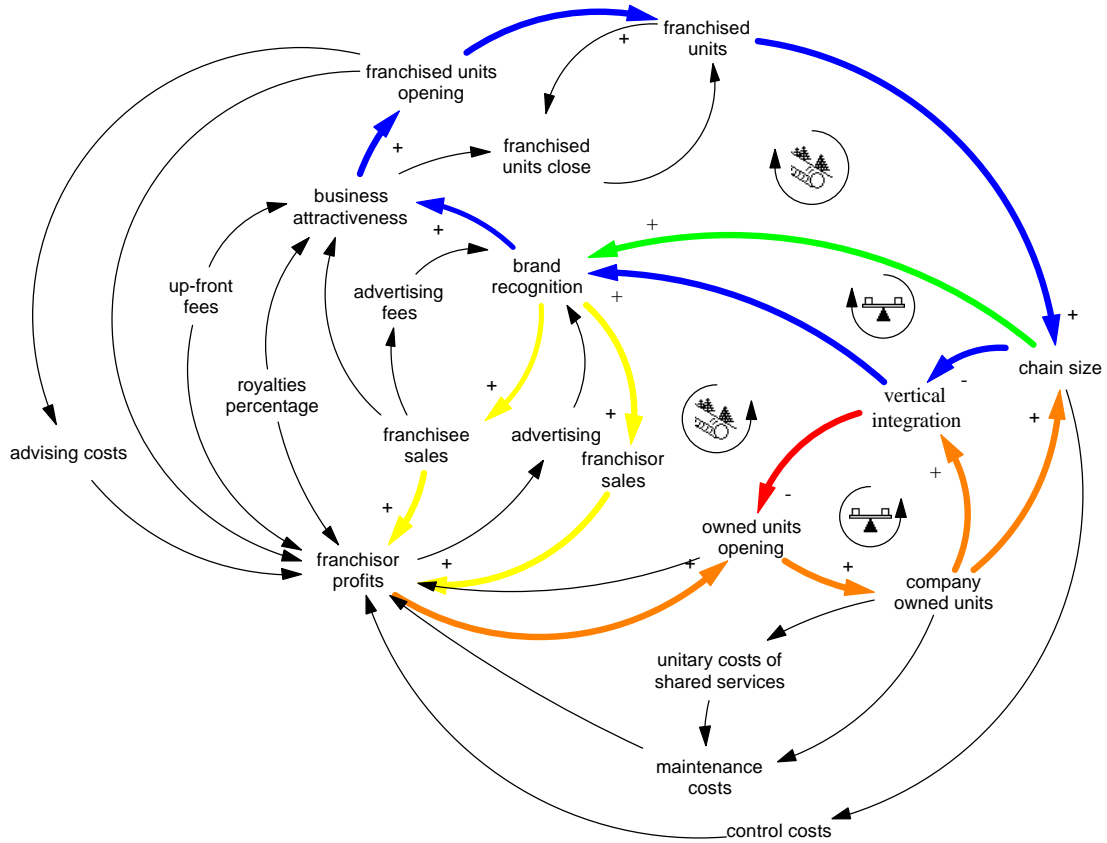 franchised
units
+
franchised units
opening
+
franchised
units close
business
attractiveness
+
+
brand
recognition
+
up-front
fees
advertising
fees
+
chain size
-
vertical
integration
royalties
percentage
+
+
+
franchisee
sales
advertising
franchisor
sales
advising costs
+
-
+
owned units
opening
franchisor
profits
+
+
+
company
owned units
unitary costs of
shared services
maintenance
costs
control costs